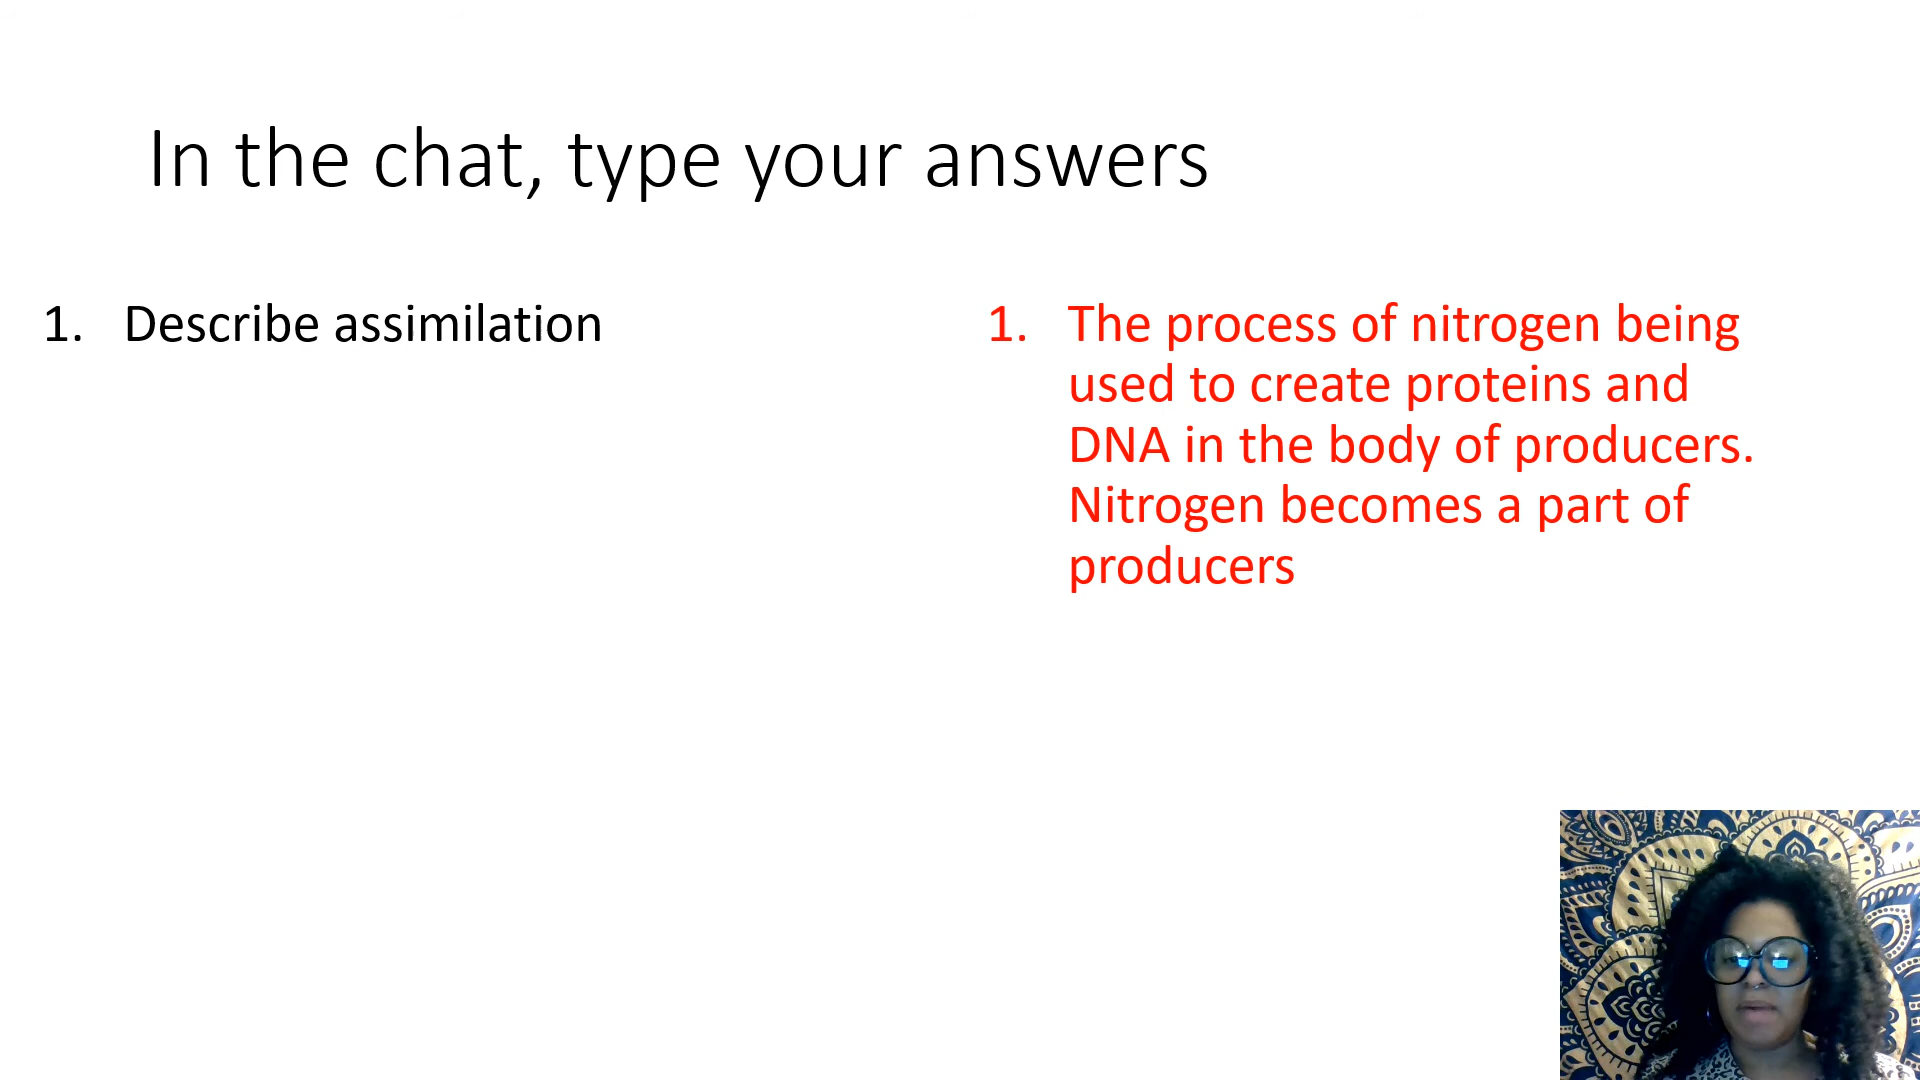 In the chat, type your answers
1. Describe assimilation
1. The process of nitrogen being
used to create proteins and
DNA in the body of producers.
Nitrogen becomes a part of
producers